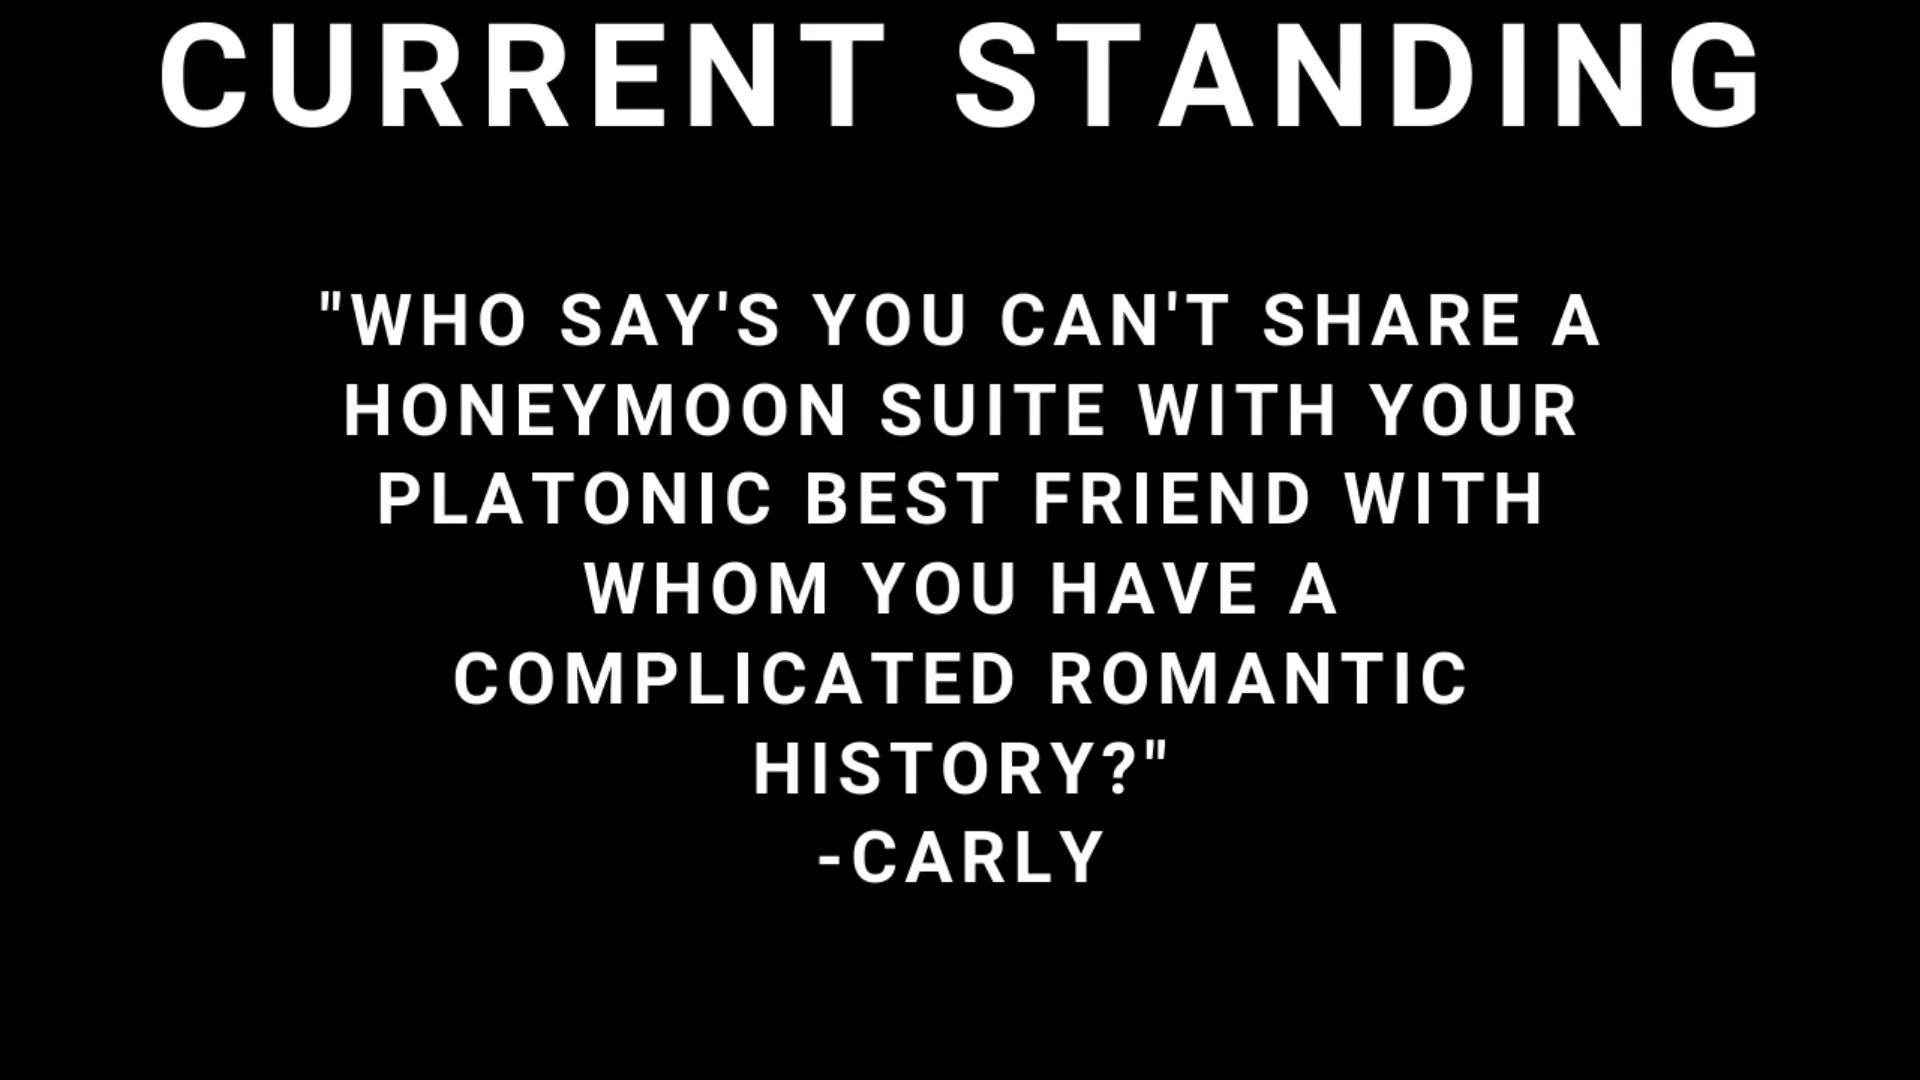 CURRENT STANDING
"WHO SAY'S YOU CAN'T SHARE A
HONEYMOON SUITE WITH YOUR
PLATONIC BEST FRIEND WITH
WHOM YOU HAVE A
COMPLICATED ROMANTIC
HISTORY?"
-CARLY